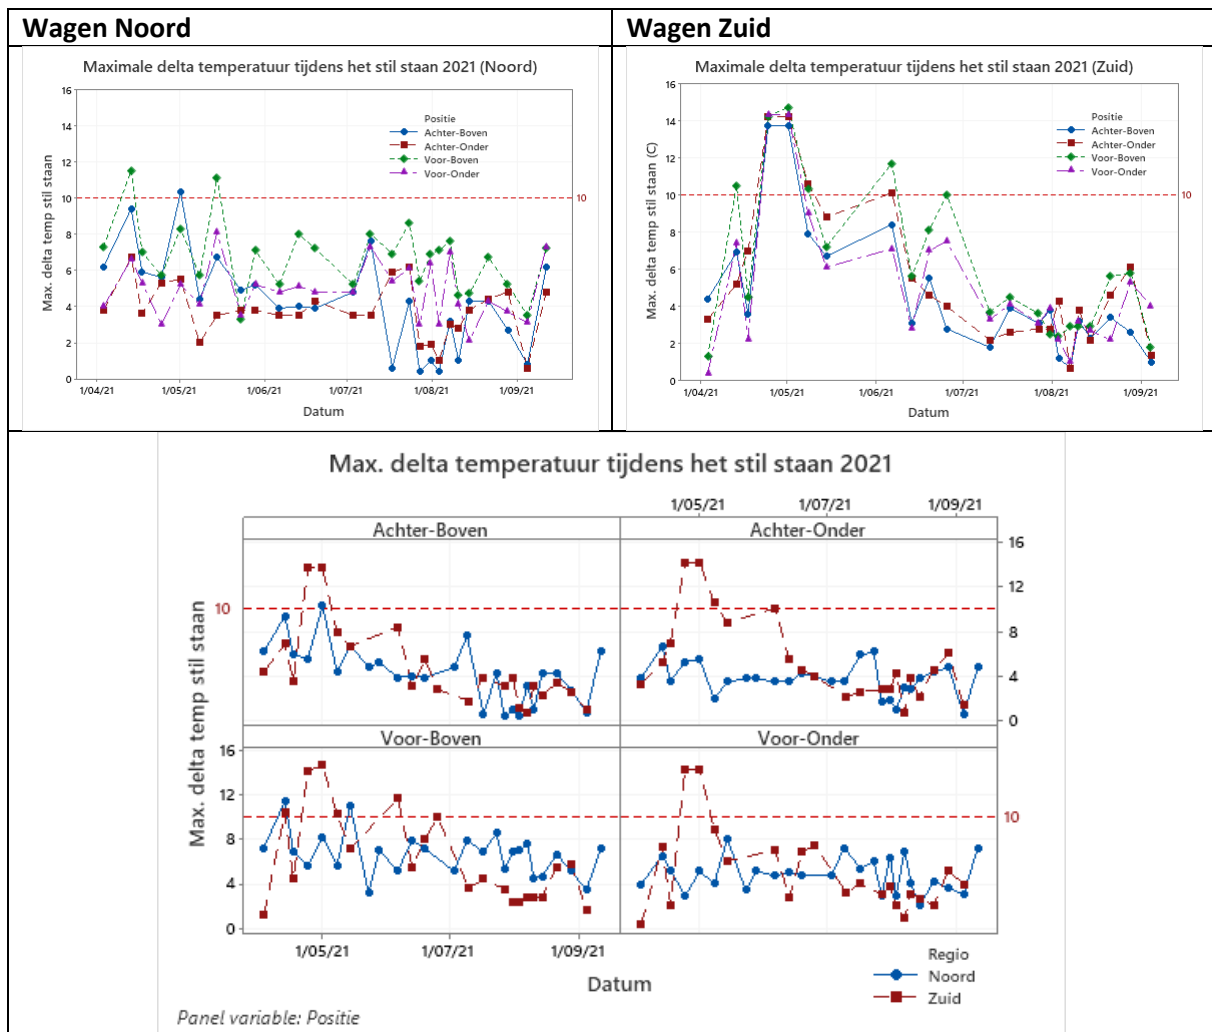 Wagen Noord
Wagen Zuid
Maximale delta temperatuur tijdens het stil staan 2021 (Noord)
Max. delta temp stil staan
16
14
12
10
8
6
4
2
0
Positie
Achter-Boven
Achter-Onder
Voor-Boven
Voor-Onder
10
1/04/21 1/05/21 1/06/21 1/07/21 1/08/21 1/09/21
Datum
Maximale delta temperatuur tijdens het stil staan 2021 (Zuid)
Max. delta temp stil staan (C)
16
14
12
10
8
6
4
2
0
Positie
Achter-Boven
Achter-Onder
Voor-Boven
Voor-Onder
10
1/04/21 1/05/21 1/06/21 1/07/21 1/08/21 1/09/21
Datum
Max. delta temperatuur tijdens het stil staan 2021
1/05/21 1/07/21 1/09/21
Achter-Boven
Achter-Onder
16
12
8
4
0
10
Max. delta temp stil staan
Voor-Boven
Voor-Onder
16
12
8
4
0
10
1/05/21 1/07/21 1/09/21
Datum
Regio
Noord
Zuid
Panel variable: Positie